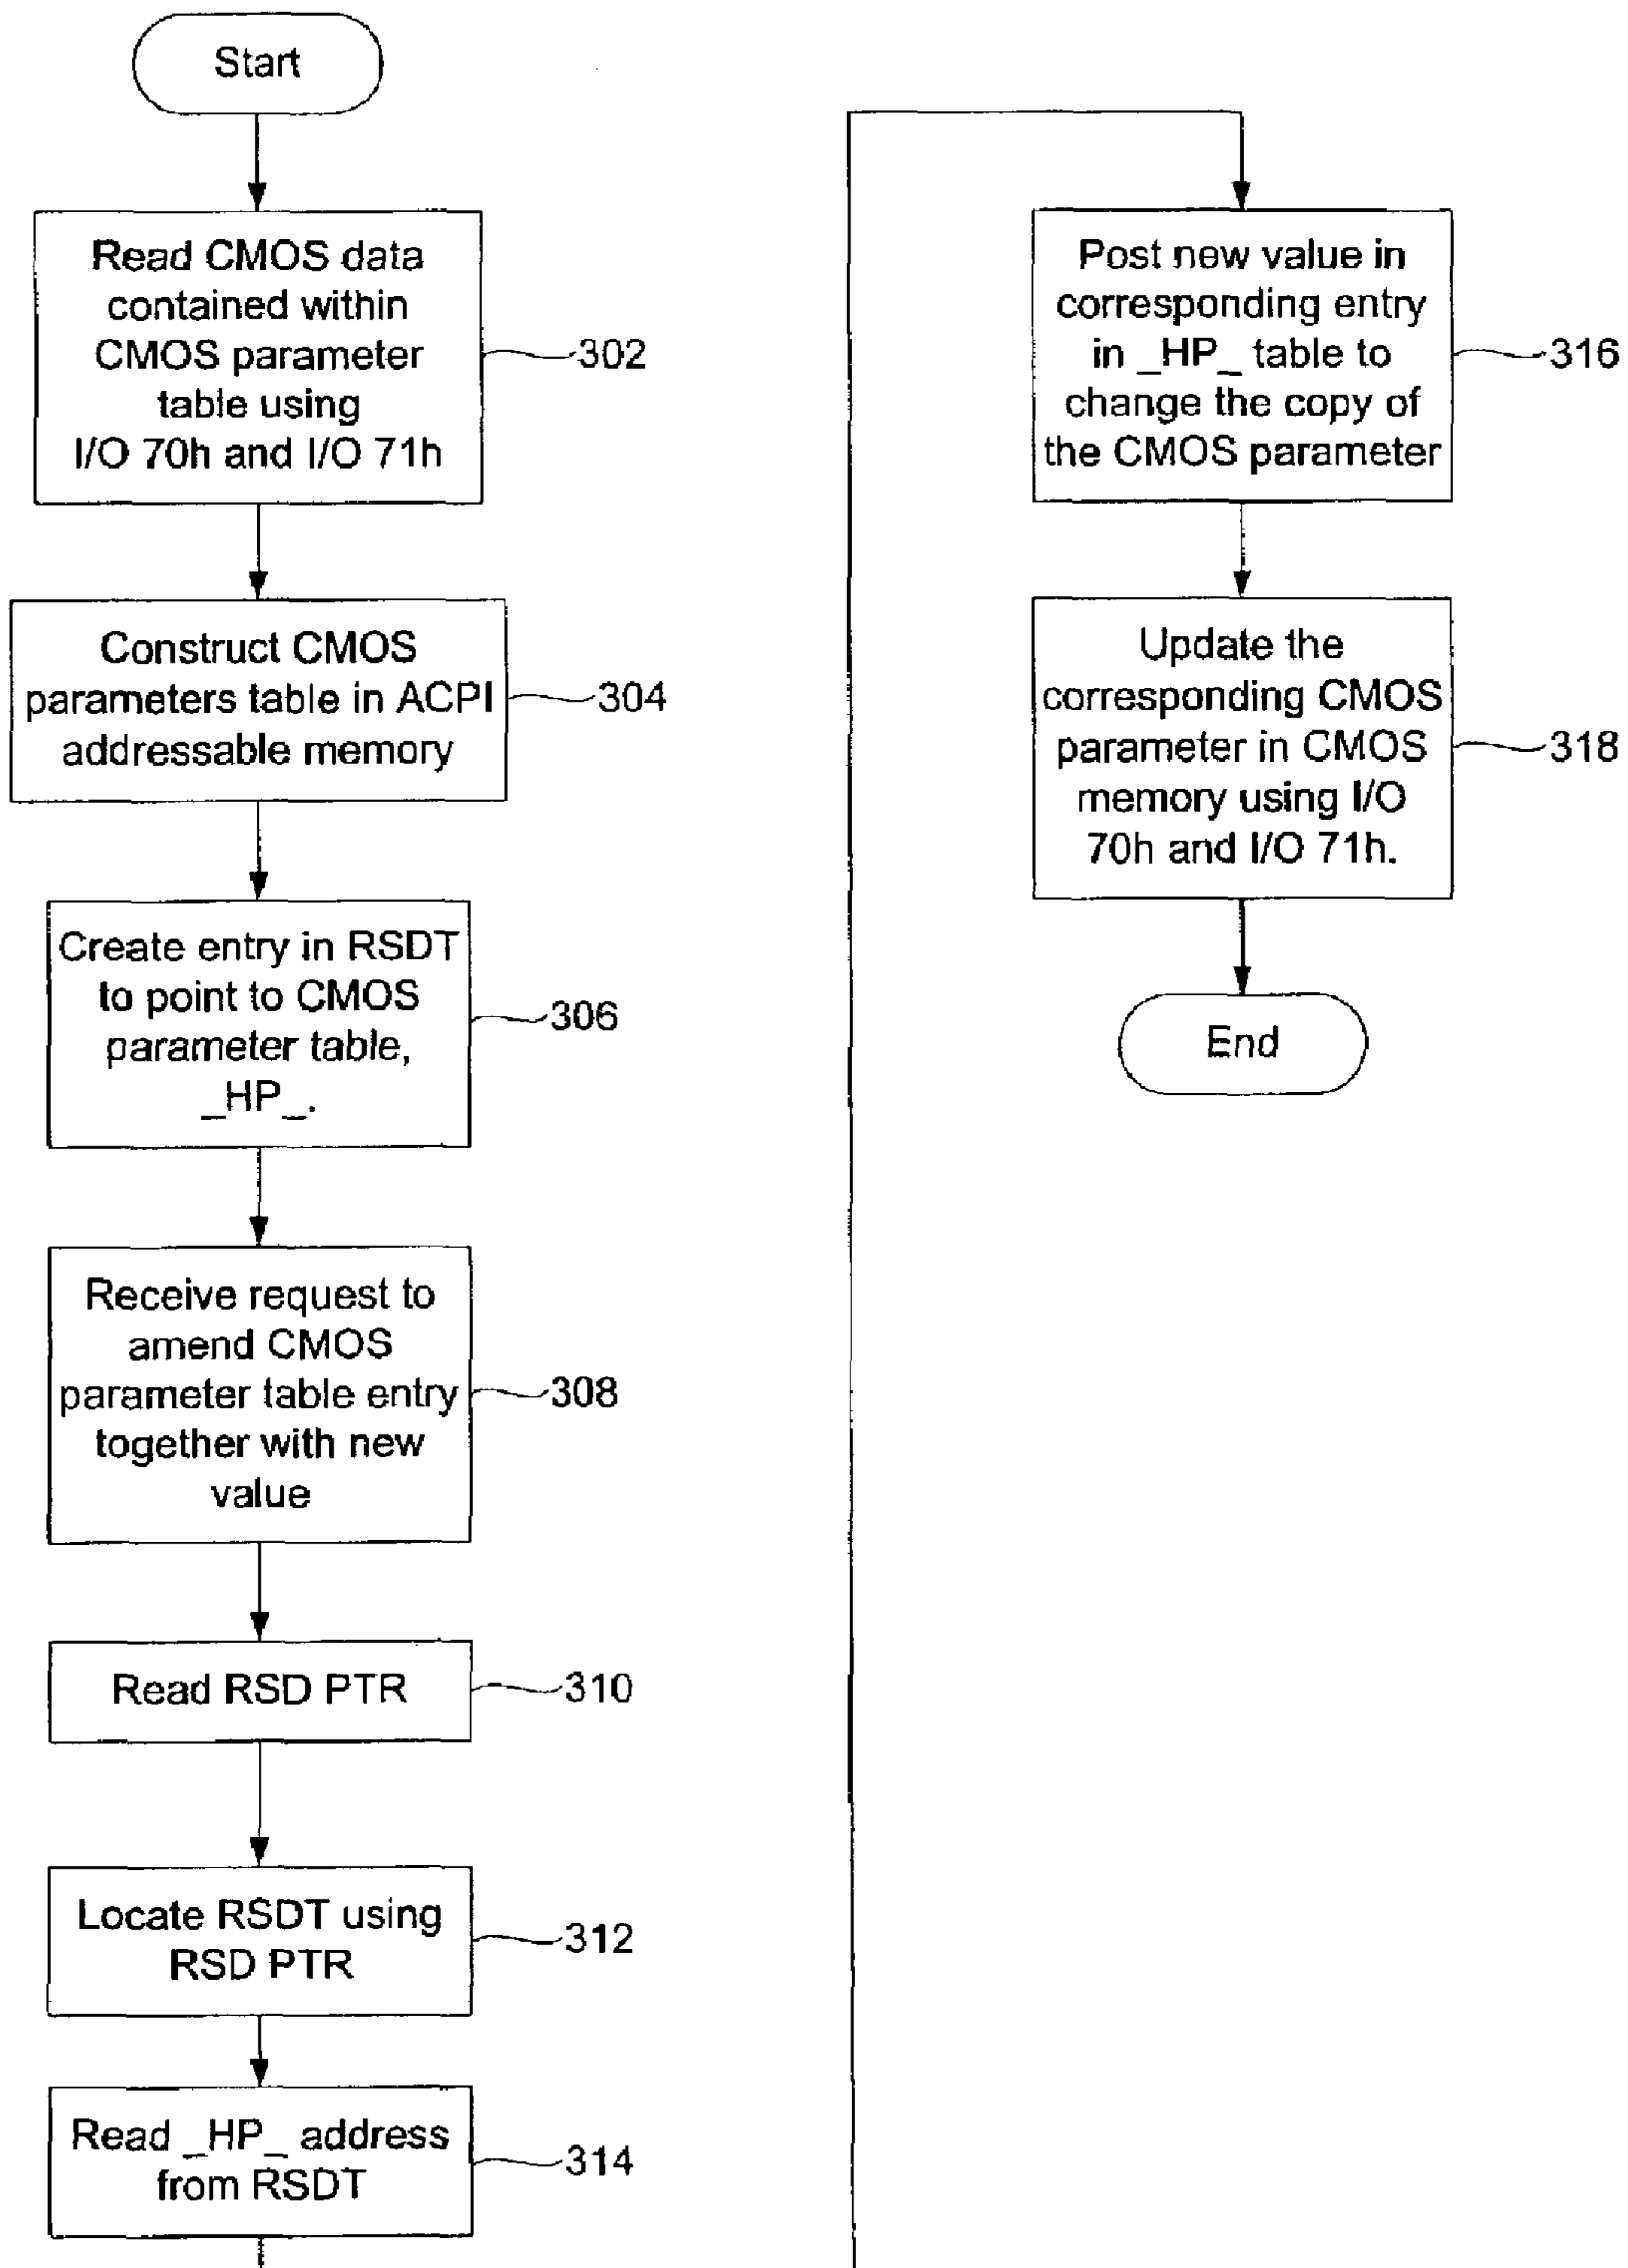 Start
Read CMOS data
contained within
CMOS parameter
table using
I/O 70h and I/O 71h
302
Construct CMOS
parameters table in ACPI
addressable memory
304
Create entry in RSDT
to point to CMOS
parameter table,
_HP_.
306
Receive request to
amend CMOS
parameter table entry
together with new
value
308
Read RSD PTR
310
Locate RSDT using
RSD PTR
312
Read _HP_ address
from RSDT
314
Post new value in
corresponding entry
in _HP_ table to
change the copy of
the CMOS parameter
316
Update the
corresponding CMOS
parameter in CMOS
memory using I/O
70h and I/O 71h.
318
End